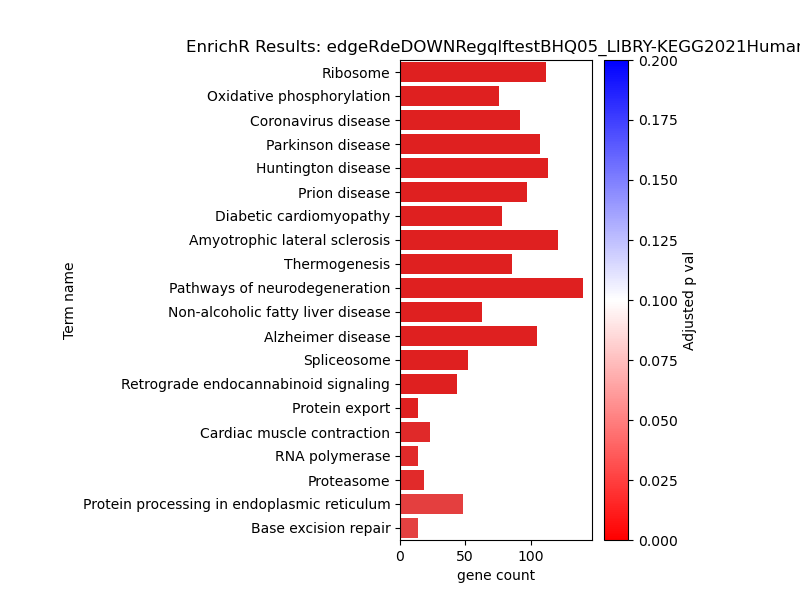 EnrichR Results: edgeRdeDOWNRegqlftestBHQ05_LIBRY-KEGG2021Human
Ribosome
Oxidative phosphorylation
Coronavirus disease
Parkinson disease
Huntington disease
Prion disease
Diabetic cardiomyopathy
Amyotrophic lateral sclerosis
Thermogenesis
Pathways of neurodegeneration
Non-alcoholic fatty liver disease
Alzheimer disease
Spliceosome
Retrograde endocannabinoid signaling
Protein export
Cardiac muscle contraction
RNA polymerase
Proteasome
Protein processing in endoplasmic reticulum
Base excision repair
Term name
0 50 100
gene count
0.200
0.175
0.150
0.125
0.100
0.075
0.050
0.025
0.000
Adjusted p val